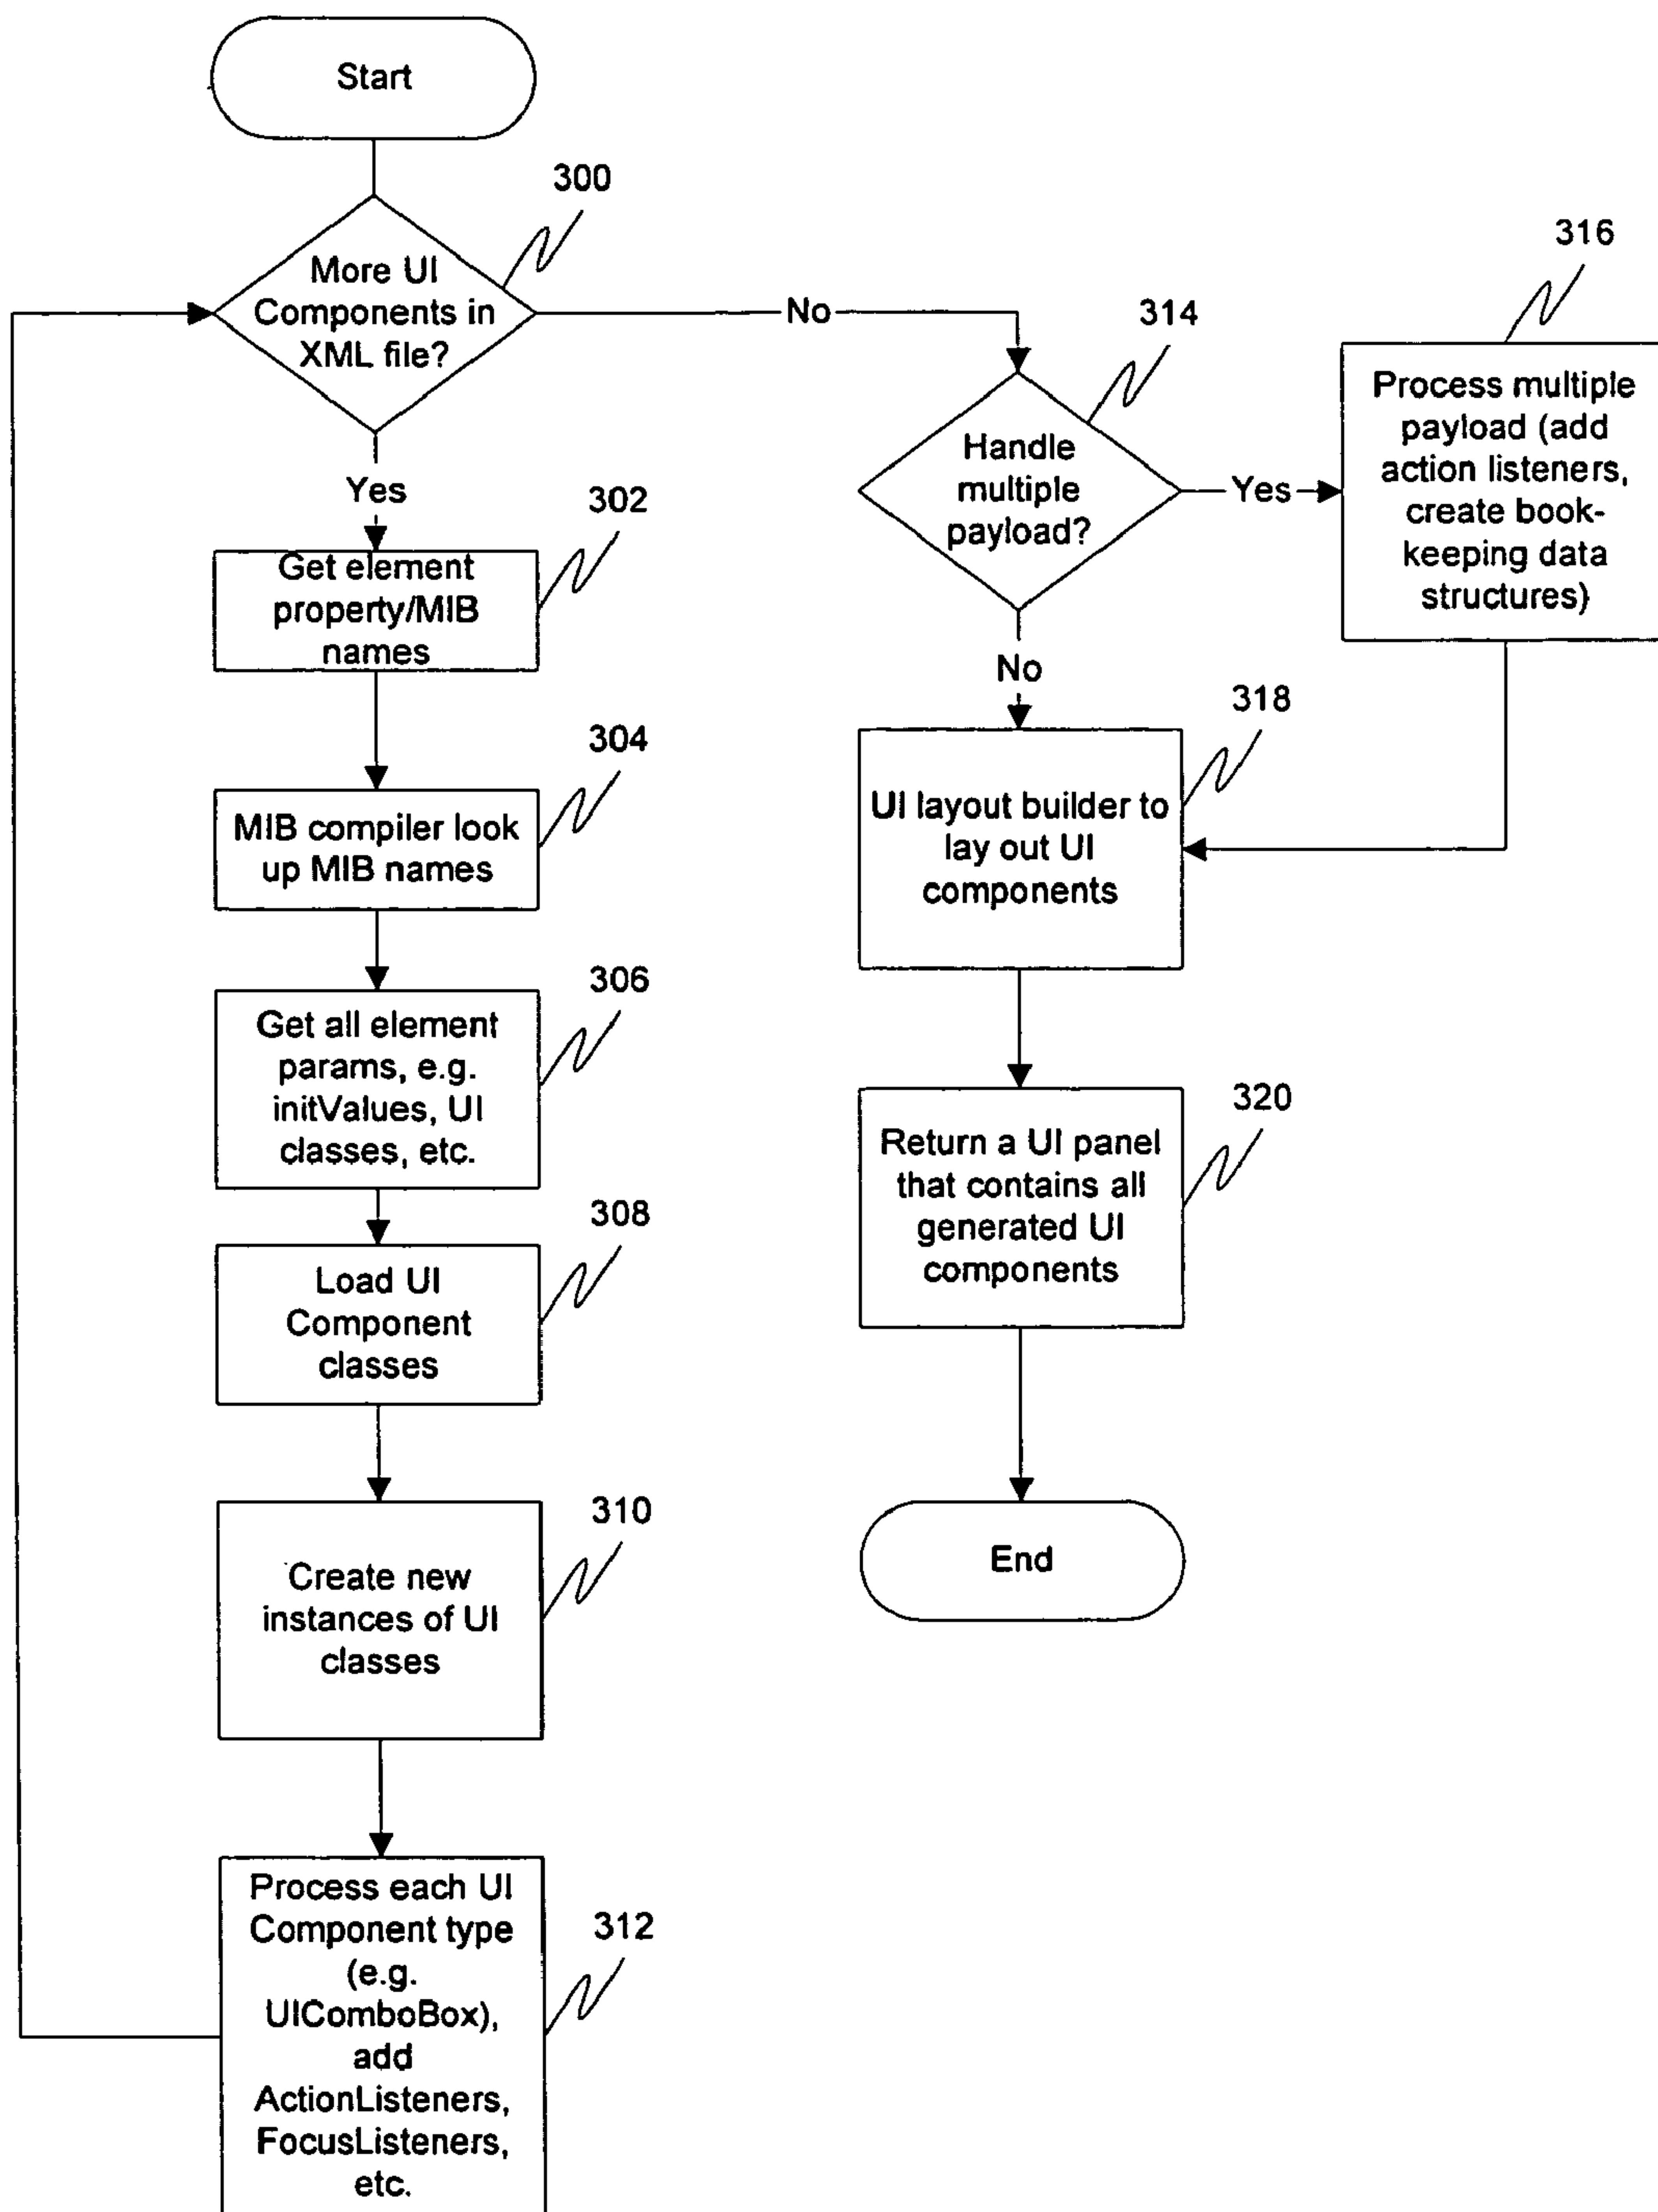 Start
300
More UI
Components in
XML file?
Yes
No
302
Get element
property/MIB
names
304
MIB compiler look
up MIB names
306
Get all element
params, e.g.
initValues, UI
classes, etc.
308
Load UI
Component
classes
310
Create new
instances of UI
classes
312
Process each UI
Component type
(e.g.
UIComboBox),
add
ActionListeners,
FocusListeners,
etc.
314
Handle
multiple
payload?
Yes
No
316
Process multiple
payload (add
action listeners,
create book-
keeping data
structures)
318
UI layout builder to
lay out UI
components
320
Return a UI panel
that contains all
generated UI
components
End